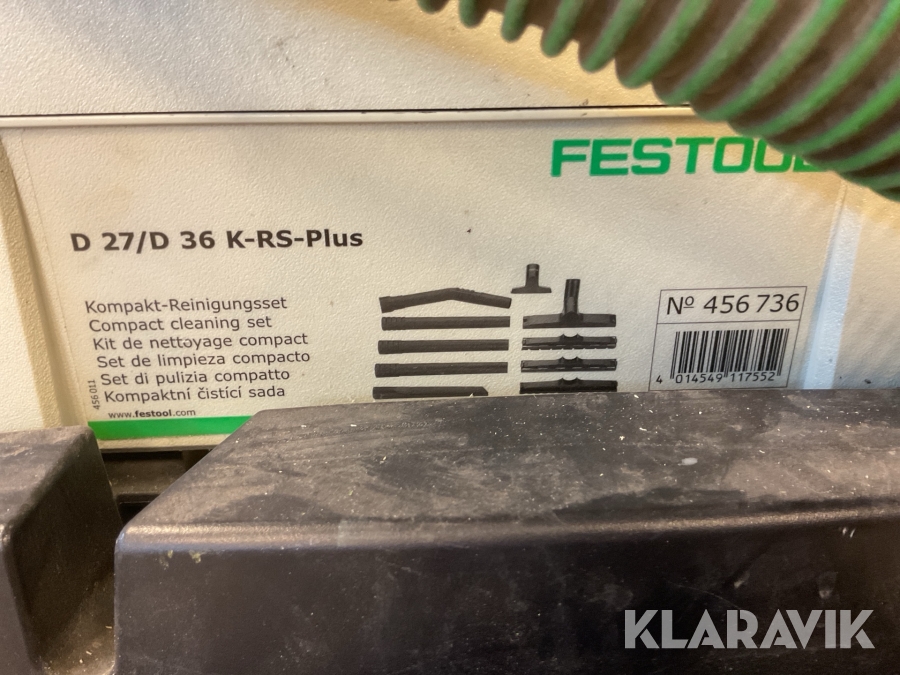 FESTOOL
D 27/D 36 K-RS-Plus
Kompakt-Reinigungsset
Compact cleaning set
Kit de nettoyage compact
Set de limpieza compacto
Set di pulizia compatto
Kompaktní čistící sada
www.festool.com
456 011
Nº 456 736
4 014549 117552
KLARAVIK